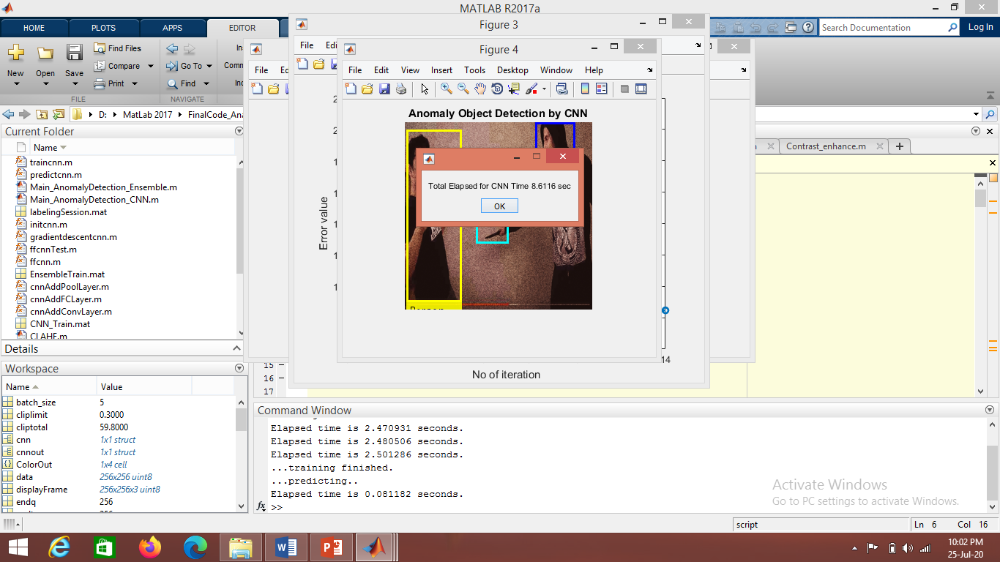 MATLAB R2017a
HOME PLOTS APPS EDITOR
Search Documentation
Log In
New Open Save
Find Files
Compare
Print
Go To
Find
FILE NAVIGATE
D: MatLab 2017 FinalCode_Ana
Current Folder
Name
traincnn.m
predictcnn.m
Main_AnomalyDetection_Ensemble.m
Main_AnomalyDetection_CNN.m
labelingSession.mat
initcnn.m
gradientdescentcnn.m
ffcnnTest.m
ffcnn.m
EnsembleTrain.mat
cnnAddPoolLayer.m
cnnAddFCLayer.m
cnnAddConvLayer.m
CNN_Train.mat
CLAHE.m
Details
Workspace
Name Value
batch_size 5
cliplimit 0.3000
cliptotal 59.8000
cnn 1x1 struct
cnnout 1x1 struct
ColorOut 1x4 cell
data 256x256 uint8
displayFrame 256x256x3 uint8
endq 256
File
Figure 3
File
Error value
No of iteration
14
Figure 4
File Edit View Insert Tools Desktop Window Help
Anomaly Object Detection by CNN
Total Elapsed for CNN Time 8.6116 sec
OK
Person
Contrast_enhance.m
15
16
17
Command Window
Elapsed time is 2.470931 seconds.
Elapsed time is 2.480506 seconds.
Elapsed time is 2.501286 seconds.
...training finished.
...predicting..
Elapsed time is 0.081182 seconds.
fx >>
Activate Windows
Go to PC settings to activate Windows.
script
Ln 6 Col 16
10:02 PM
25-Jul-20